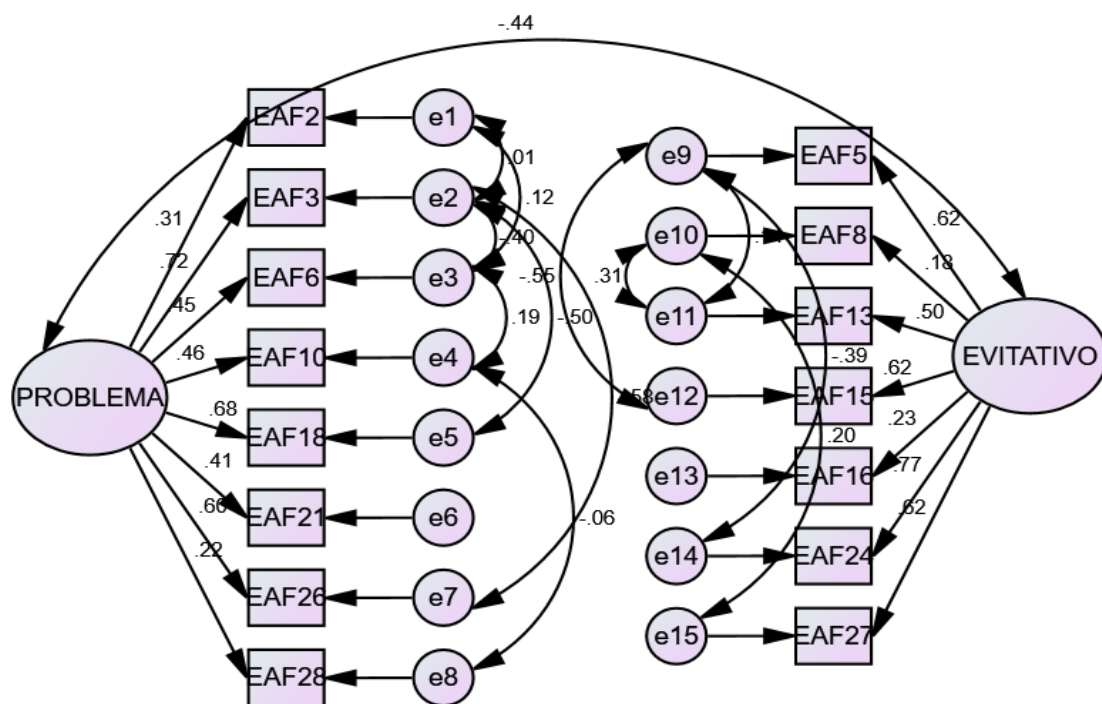 -.44
EAF2
e1
.01
e9
EAF5
.31
EAF3
e2
.12
e10
EAF8
.62
.72
-.40
.18
EAF6
e3
-.55
.31
.45
.19
-.50
e11
EAF13
.50
.46
EAF10
e4
-.39
.62
EVITATIVO
PROBLEMA
.68
EAF18
e5
e12
EAF15
.23
.41
.20
EAF21
e6
e13
EAF16
.77
-.06
.62
.22
EAF26
e7
e14
EAF24
EAF28
e8
e15
EAF27